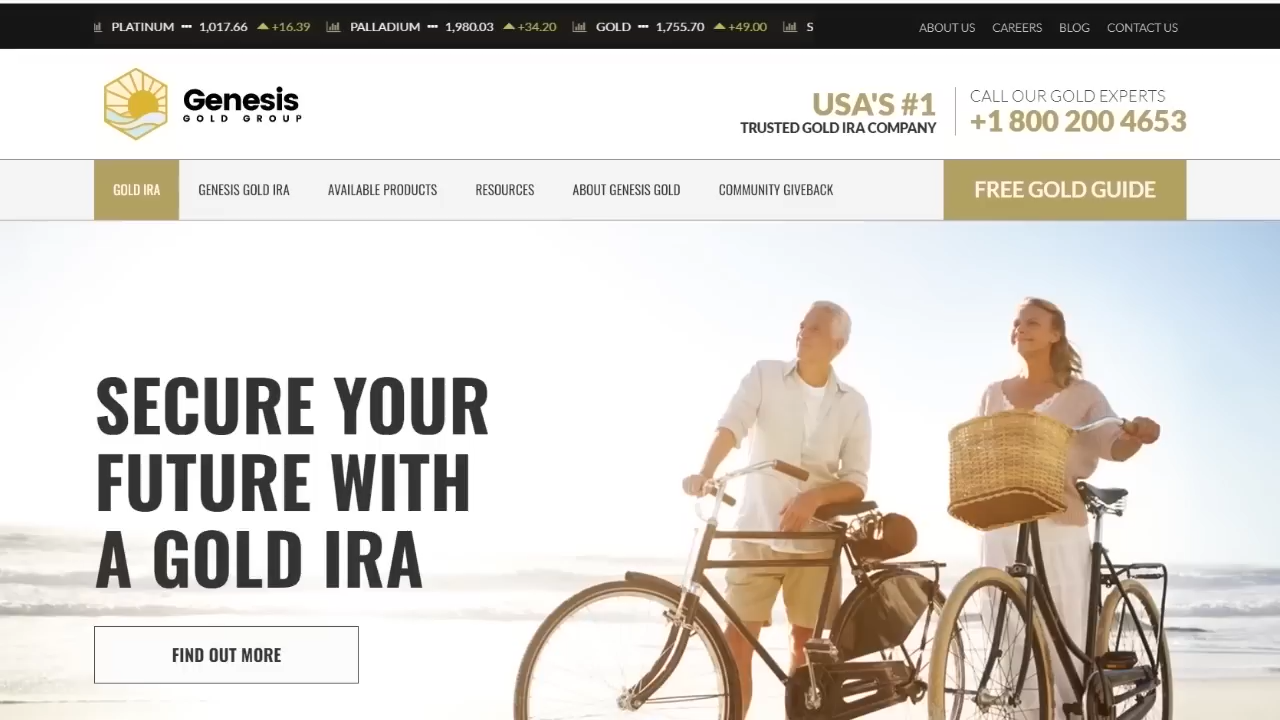 PLATINUM ••• 1,017.66 +16.39 PALLADIUM ••• 1,980.03 +34.20 GOLD ••• 1,755.70 +49.00 S
ABOUT US CAREERS BLOG CONTACT US
Genesis
GOLD GROUP
USA'S #1
TRUSTED GOLD IRA COMPANY
CALL OUR GOLD EXPERTS
+1 800 200 4653
GOLD IRA GENESIS GOLD IRA AVAILABLE PRODUCTS RESOURCES ABOUT GENESIS GOLD COMMUNITY GIVEBACK
FREE GOLD GUIDE
SECURE YOUR
FUTURE WITH
A GOLD IRA
FIND OUT MORE